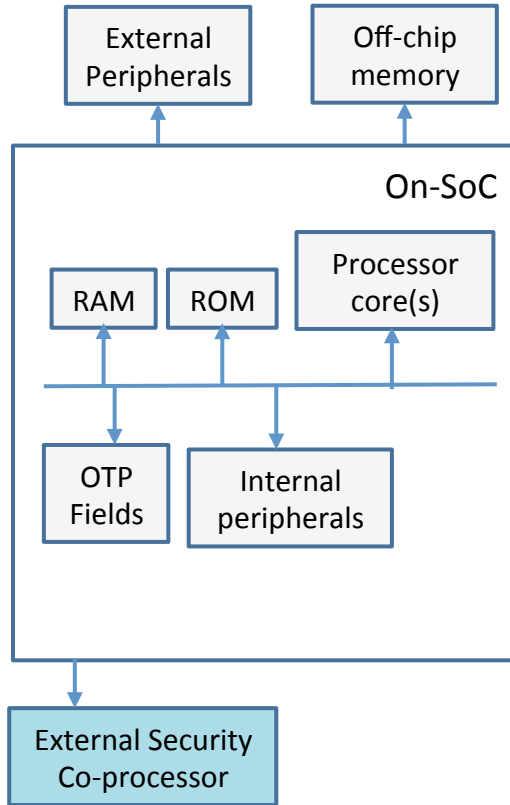 External
Peripherals
Off-chip
memory
On-SoC
RAM
ROM
Processor
core(s)
OTP
Fields
Internal
peripherals
External Security
Co-processor